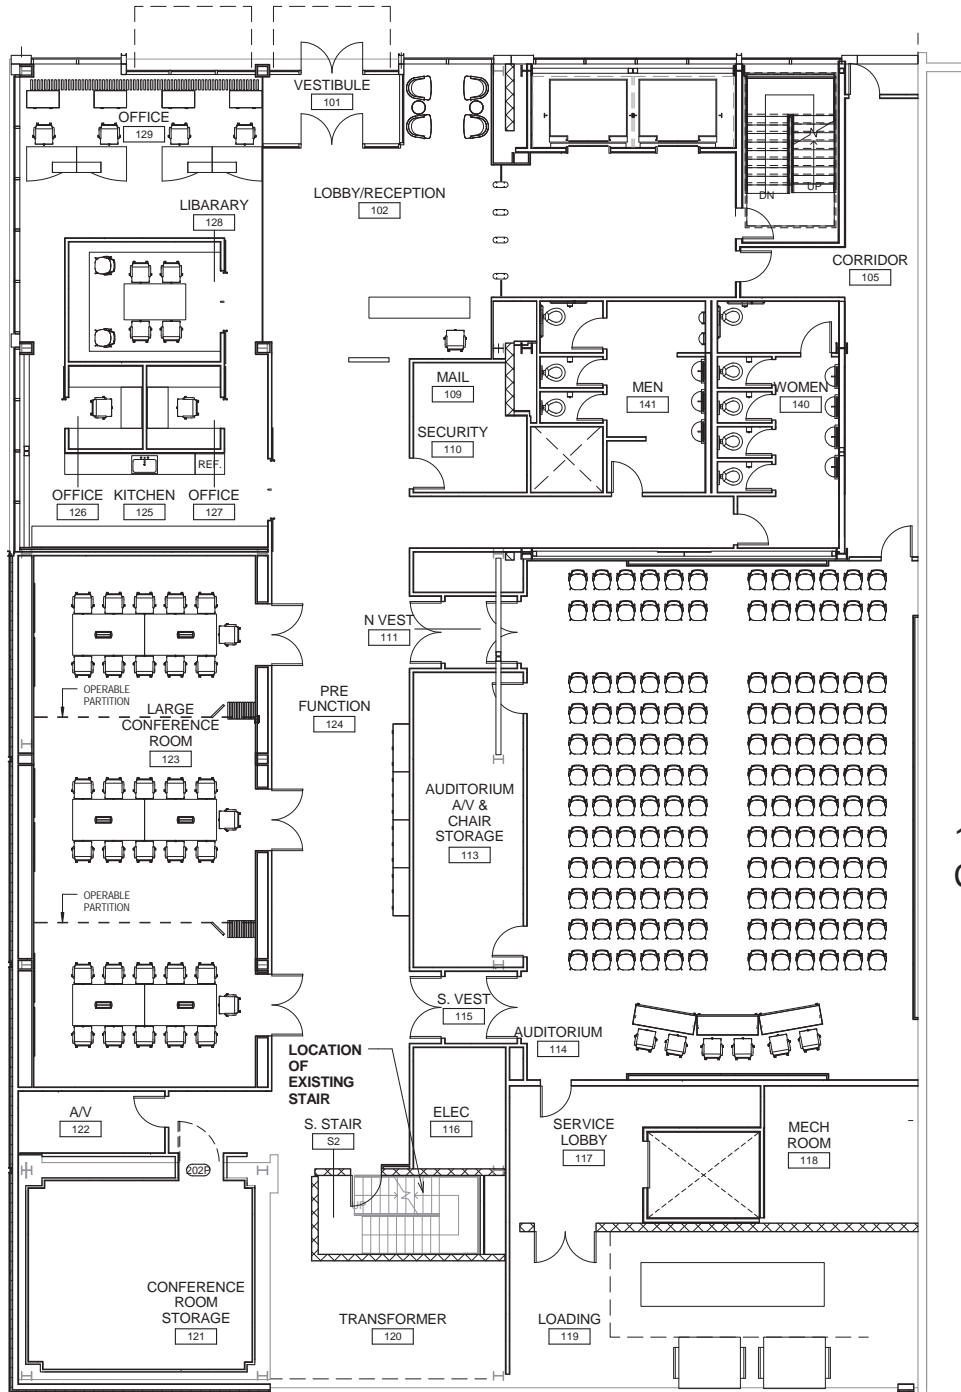 VESTIBULE
101
OFFICE
129
LOBBY/RECEPTION
102
LIBARARY
128
DN
UP
CORRIDOR
105
MAIL
109
MEN
141
WOMEN
140
SECURITY
110
REF.
OFFICE
126
KITCHEN
125
OFFICE
127
N VEST
111
OPERABLE
PARTITION
PRE
FUNCTION
124
LARGE
CONFERENCE
ROOM
123
AUDITORIUM
A/V &
CHAIR
STORAGE
113
OPERABLE
PARTITION
S. VEST
115
AUDITORIUM
114
LOCATION
OF
EXISTING
STAIR
A/V
122
S. STAIR
S2
ELEC
116
SERVICE
LOBBY
117
MECH
ROOM
118
202P
UP
CONFERENCE
ROOM
STORAGE
121
TRANSFORMER
120
LOADING
119